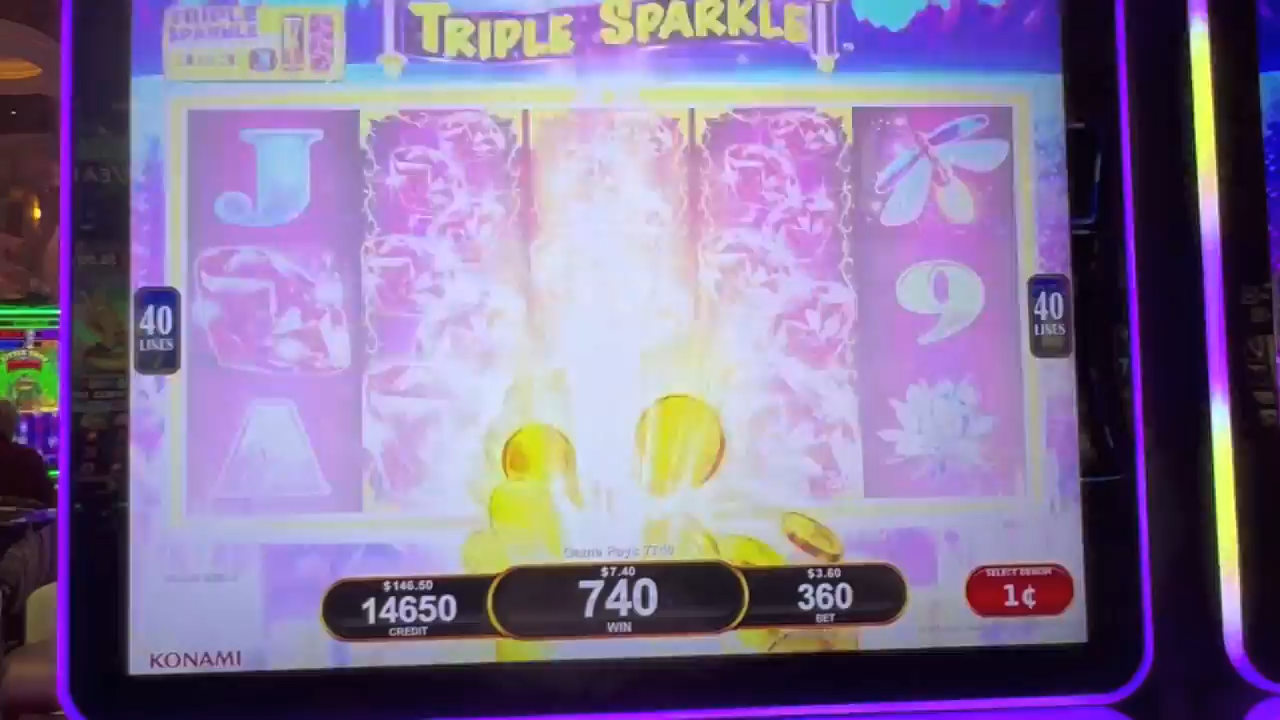 TRIPLE SPARKLE
TRIPLE
SPARKLE
J
A
9
40
LINES
40
LINES
$146.50
14650
CREDIT
$7.40
740
WIN
$3.60
360
BET
SELECT DENOM
1¢
KONAMI